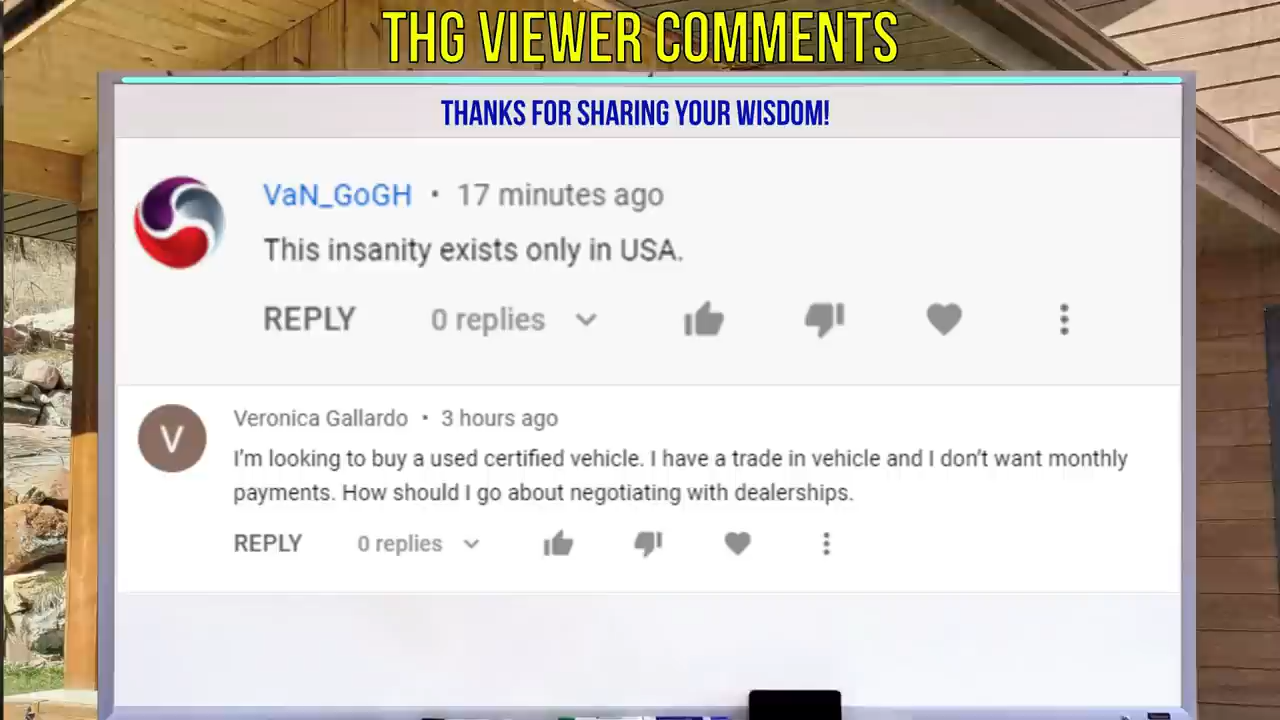 THG VIEWER COMMENTS
THANKS FOR SHARING YOUR WISDOM!
VaN_GoGH • 17 minutes ago
This insanity exists only in USA.
REPLY 0 replies
V
Veronica Gallardo • 3 hours ago
I'm looking to buy a used certified vehicle. I have a trade in vehicle and I don't want monthly
payments. How should I go about negotiating with dealerships.
REPLY 0 replies